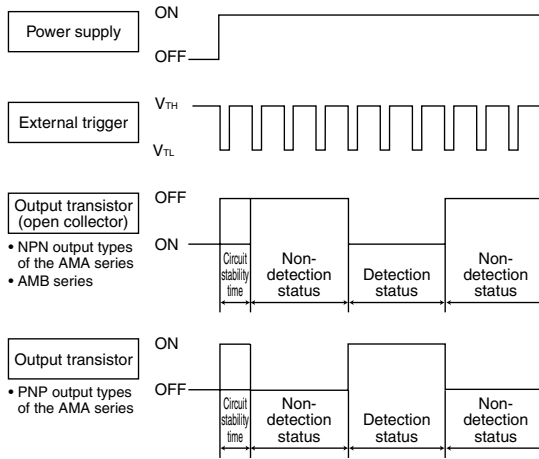 Power supply
ON
OFF
External trigger
VTH
VTL
Output transistor
(open collector)
• NPN output types
of the AMA series
• AMB series
OFF
ON
Circuit
stability
time
Non-
detection
status
Detection
status
Non-
detection
status
Output transistor
• PNP output types
of the AMA series
ON
OFF
Circuit
stability
time
Non-
detection
status
Detection
status
Non-
detection
status